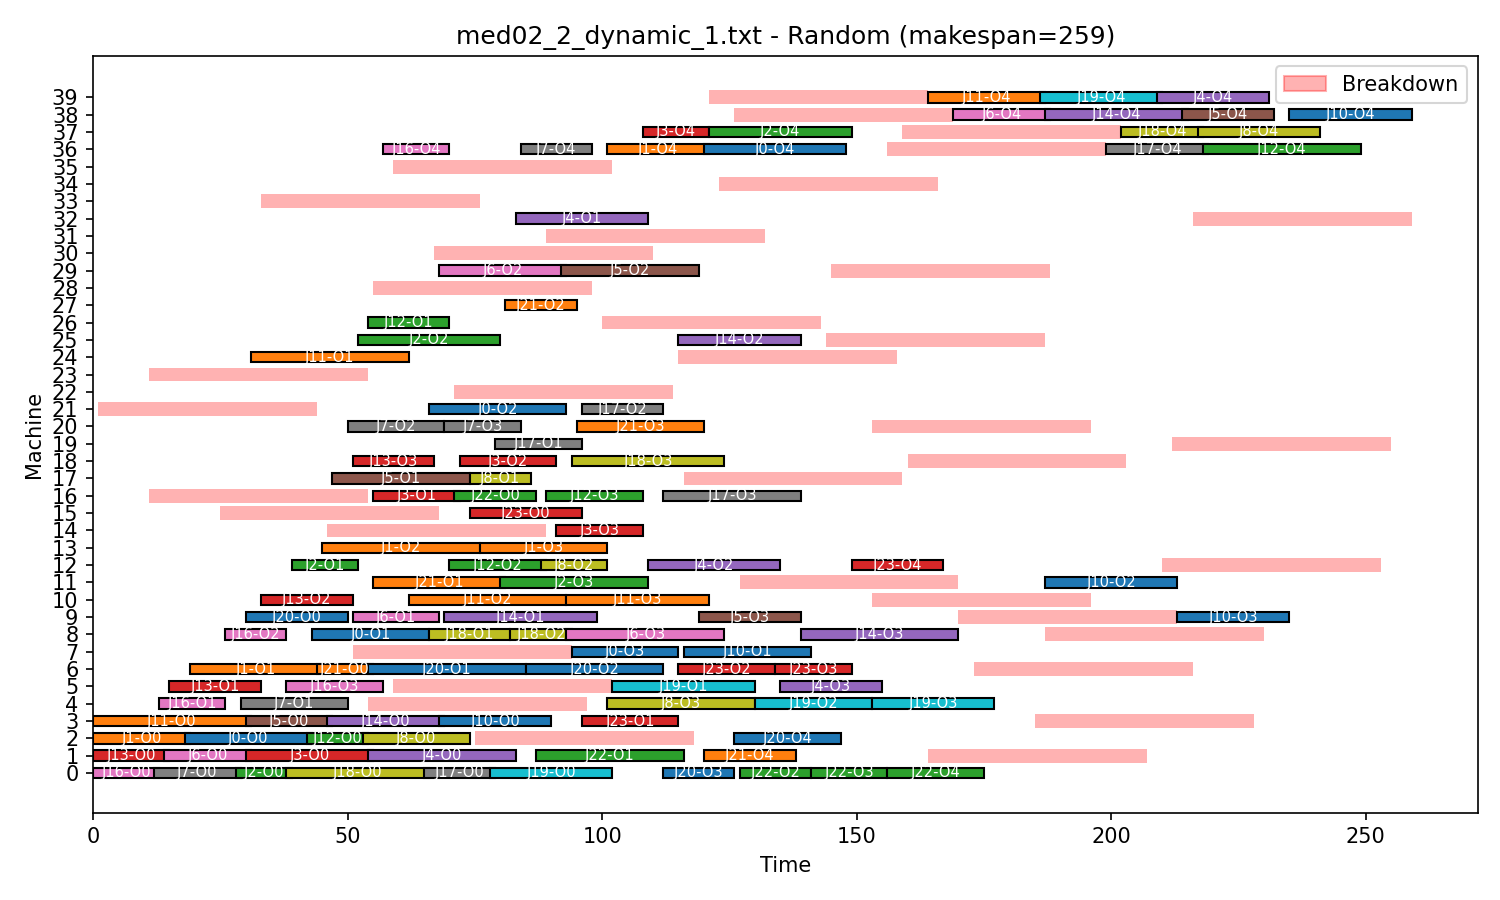 med02_2_dynamic_1.txt - Random (makespan=259)
Breakdown
39 J11-O4 J19-O4 J4-O4
38 J6-O4 J14-O4 J5-O4 J10-O4
37 J3-O4 J2-O4 J18-O4 J8-O4
36 J16-O4 J7-O4 J1-O4 J0-O4 J17-O4 J12-O4
35
34
33
32 J4-O1
31
30
29 J6-O2 J5-O2
28
27 J21-O2
26 J12-O1
25 J2-O2 J14-O2
24 J11-O1
23
22
21 J0-O2 J17-O2
20 J7-O2 J7-O3 J21-O3
19 J17-O1
18 J13-O3 J3-O2 J18-O3
17 J5-O1 J8-O1
16 J3-O1 J22-O0 J12-O3 J17-O3
15 J23-O0
14 J3-O3
13 J1-O2 J1-O3
12 J2-O1 J12-O2 J8-O2 J4-O2 J23-O4
11 J21-O1 J2-O3 J10-O2
10 J13-O2 J11-O2 J11-O3
9 J20-O0 J6-O1 J14-O1 J5-O3 J10-O3
8 J16-O2 J0-O1 J18-O1 J18-O2 J6-O3 J14-O3
7 J0-O3 J10-O1
6 J1-O1 J21-O0 J20-O1 J20-O2 J23-O2 J23-O3
5 J13-O1 J16-O3 J19-O1 J4-O3
4 J16-O1 J7-O1 J8-O3 J19-O2 J19-O3
3 J11-O0 J5-O0 J14-O0 J10-O0 J23-O1
2 J1-O0 J0-O0 J12-O0 J8-O0 J20-O4
1 J13-O0 J6-O0 J3-O0 J4-O0 J22-O1 J21-O4
0 J16-O0 J7-O0 J2-O0 J18-O0 J17-O0 J19-O0 J20-O3 J22-O2 J22-O3 J22-O4
Machine
0 50 100 150 200 250
Time